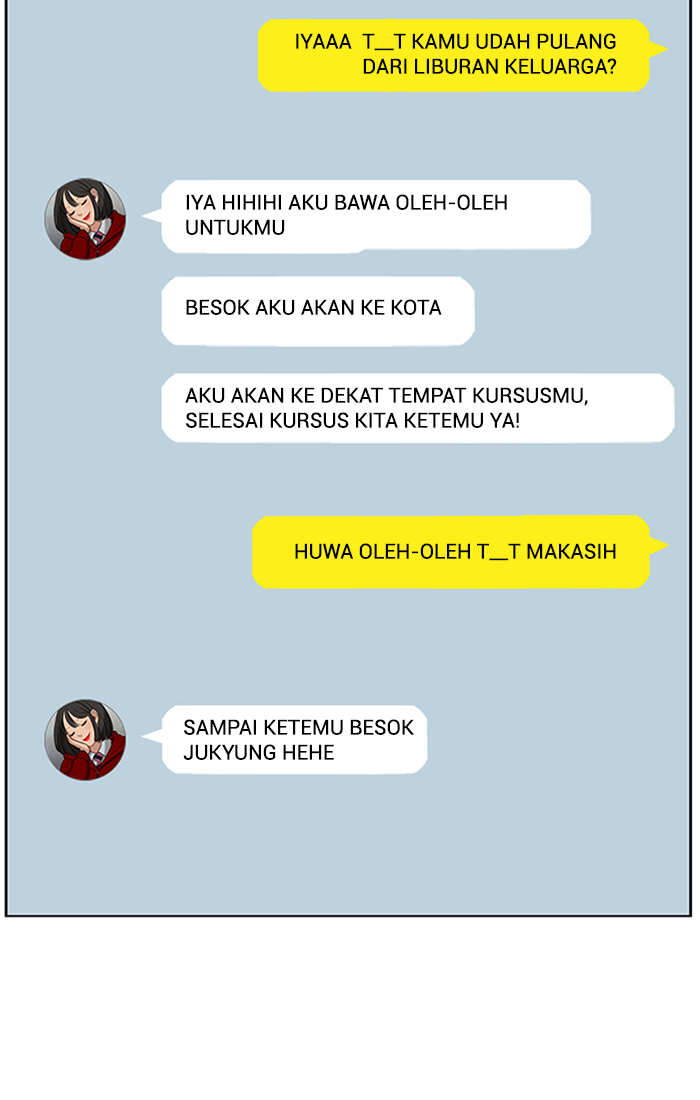 IYAAA T__T KAMU UDAH PULANG
DARI LIBURAN KELUARGA?
IYA HIHIHI AKU BAWA OLEH-OLEH
UNTUKMU
BESOK AKU AKAN KE KOTA
AKU AKAN KE DEKAT TEMPAT KURSUSMU,
SELESAI KURSUS KITA KETEMU YA!
HUWA OLEH-OLEH T__T MAKASIH
SAMPAI KETEMU BESOK
JUKYUNG HEHE